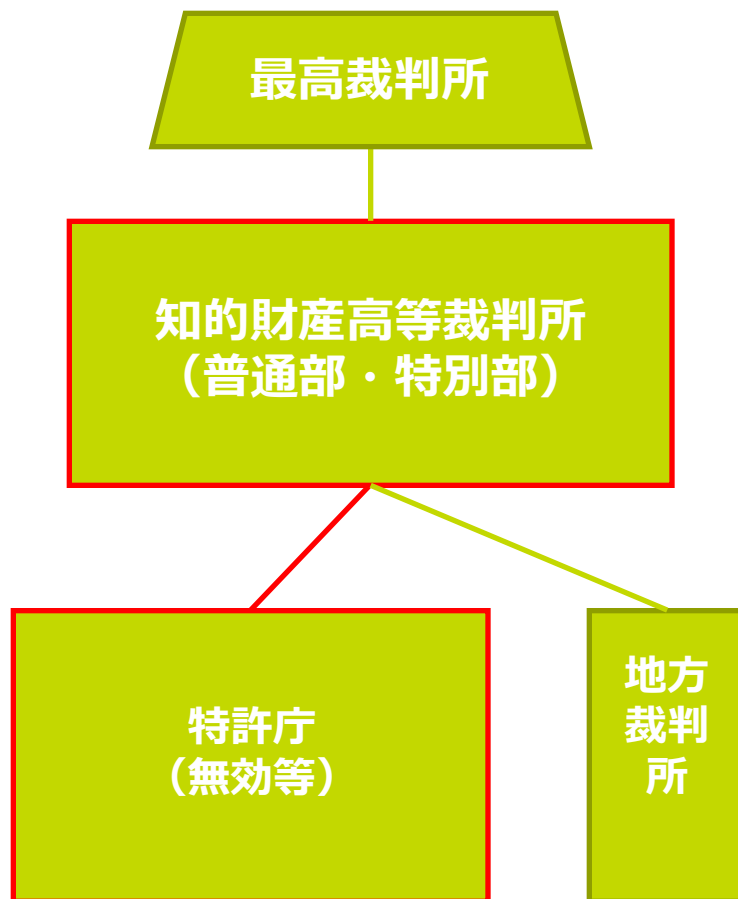 最高裁判所
知的財産高等裁判所
（普通部・特別部）
特許庁
（無効等）
地方
裁判
所